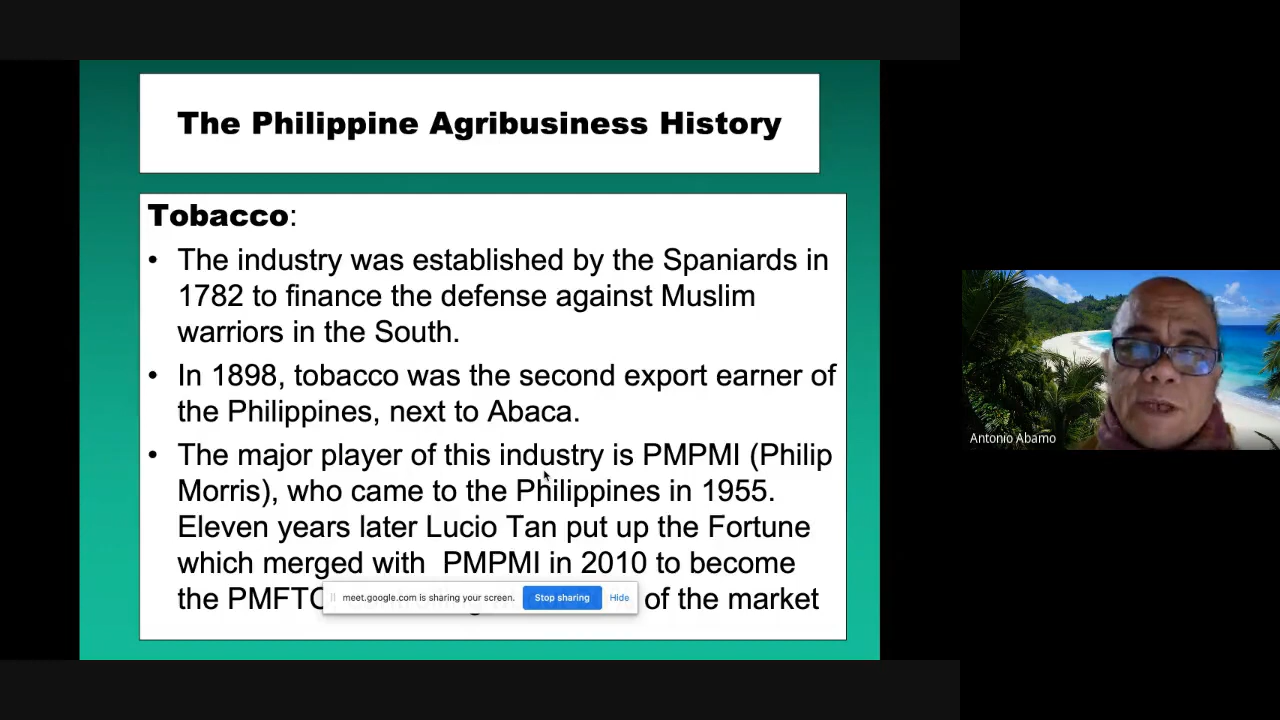 The Philippine Agribusiness History
Tobacco:
• The industry was established by the Spaniards in
1782 to finance the defense against Muslim
warriors in the South.
• In 1898, tobacco was the second export earner of
the Philippines, next to Abaca.
• The major player of this industry is PMPMI (Philip
Morris), who came to the Philippines in 1955.
Eleven years later Lucio Tan put up the Fortune
which merged with PMPMI in 2010 to become
the of the market
meet.google.com is sharing your screen. Stop sharing Hide
Antonio Abamo